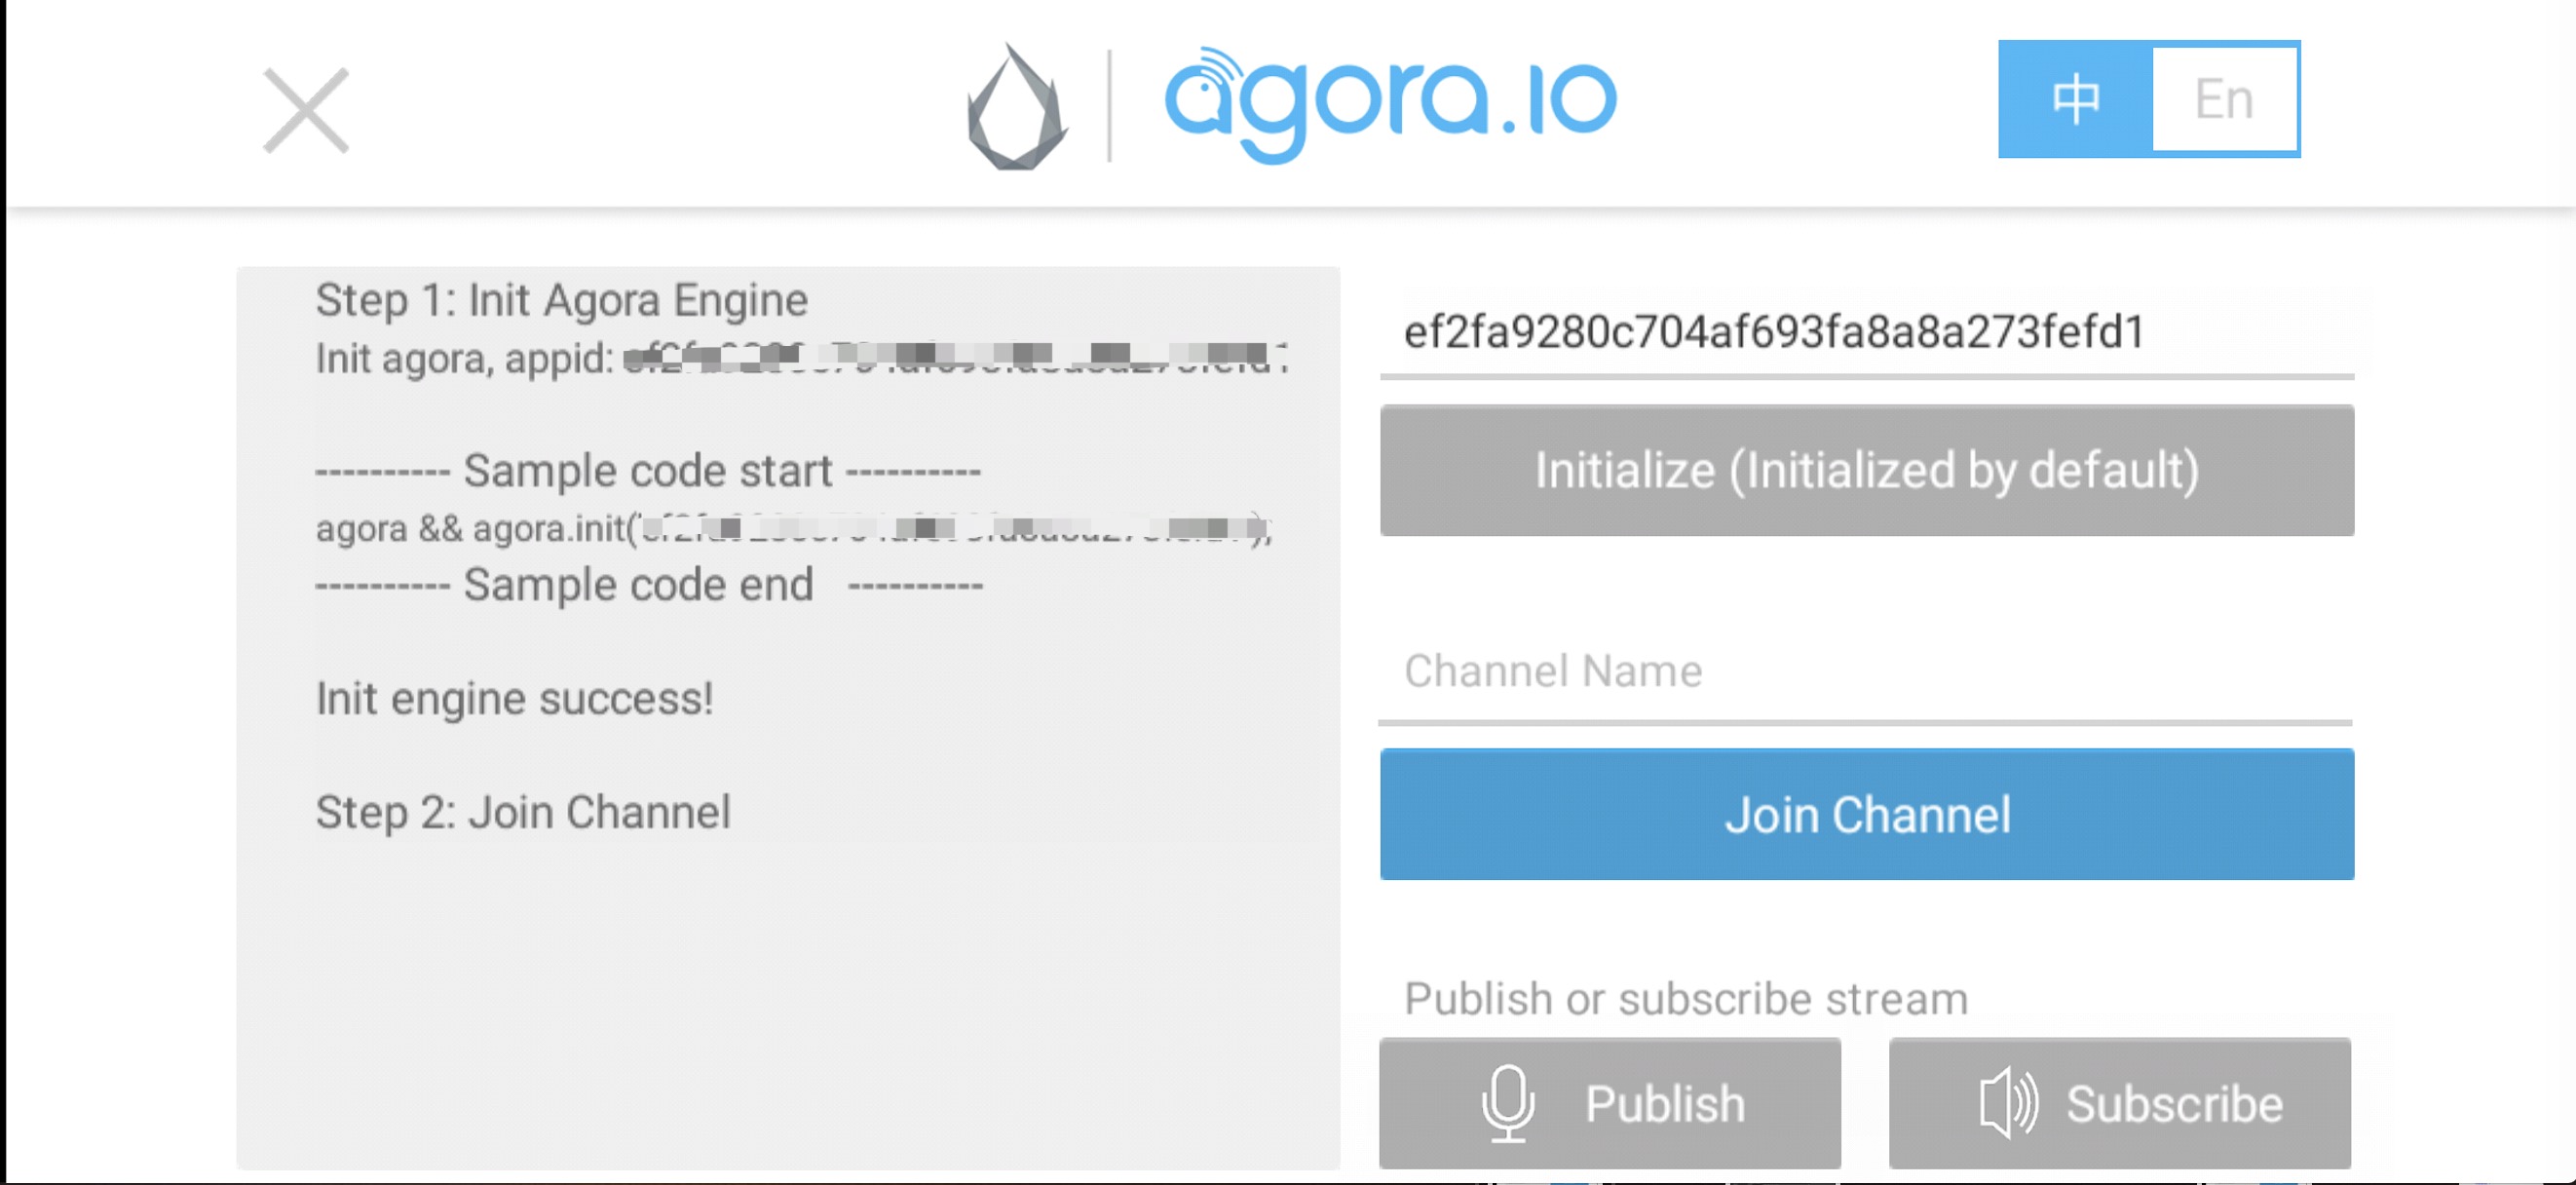 agora.io
中 En
Step 1: Init Agora Engine
Init agora, appid:
---------- Sample code start ----------
agora && agora.init('
---------- Sample code end ----------
Init engine success!
Step 2: Join Channel
ef2fa9280c704af693fa8a8a273fefd1
Initialize (Initialized by default)
Channel Name
Join Channel
Publish or subscribe stream
Publish
Subscribe